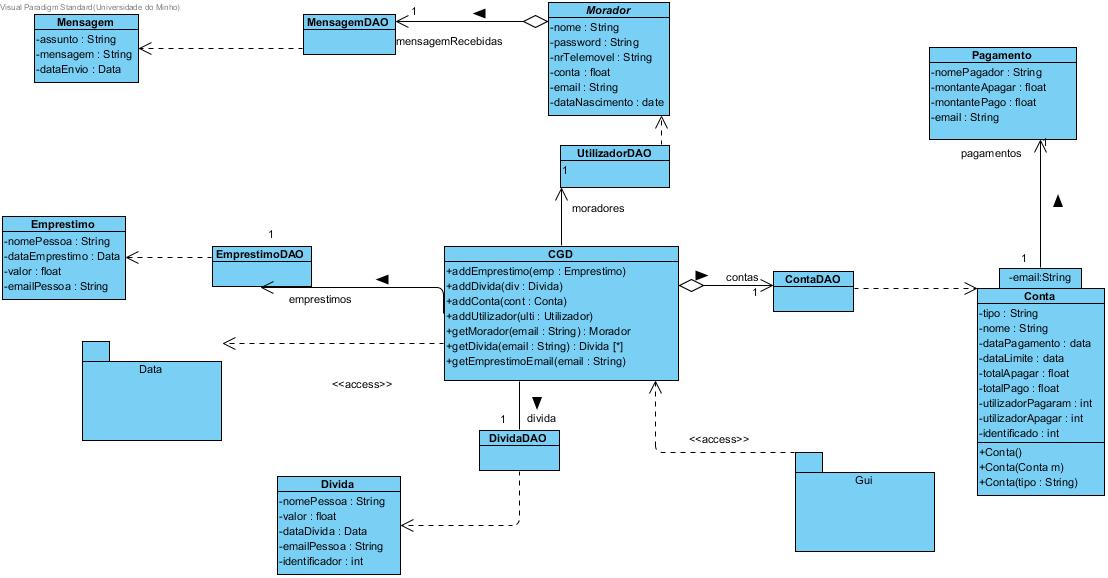 Visual Paradigm Standard(Universidade do Minho)
Mensagem
-assunto : String
-mensagem : String
-dataEnvio : Data
MensagemDAO
1
mensagemRecebidas
Morador
-nome : String
-password : String
-nrTelemovel : String
-conta : float
-email : String
-dataNascimento : date
Pagamento
-nomePagador : String
-montanteApagar : float
-montantePago : float
-email : String
1
pagamentos
UtilizadorDAO
1
moradores
Emprestimo
-nomePessoa : String
-dataEmprestimo : Data
-valor : float
-emailPessoa : String
1
EmprestimoDAO
emprestimos
CGD
+addEmprestimo(emp : Emprestimo)
+addDivida(div : Divida)
+addConta(cont : Conta)
+addUtilizador(ulti : Utilizador)
+getMorador(email : String) : Morador
+getDivida(email : String) : Divida [*]
+getEmprestimoEmail(email : String)
contas
1
ContaDAO
1
-email:String
Conta
-tipo : String
-nome : String
-dataPagamento : data
-dataLimite : data
-totalApagar : float
-totalPago : float
-utilizadorPagaram : int
-utilizadorApagar : int
-identificado : int
+Conta()
+Conta(Conta m)
+Conta(tipo : String)
Data
<<access>>
1
divida
DividaDAO
<<access>>
Gui
Divida
-nomePessoa : String
-valor : float
-dataDivida : Data
-emailPessoa : String
-identificador : int